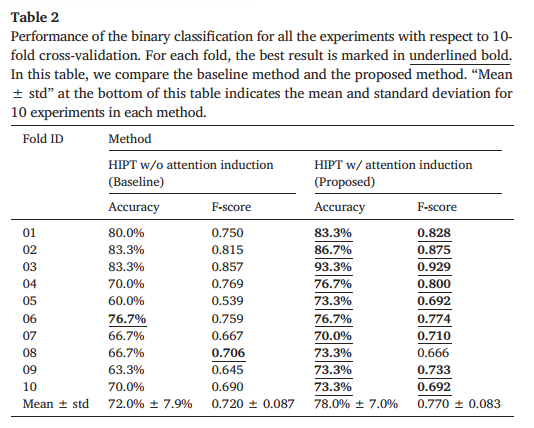 Table 2
Performance of the binary classification for all the experiments with respect to 10-
fold cross-validation. For each fold, the best result is marked in underlined bold.
In this table, we compare the baseline method and the proposed method. “Mean
± std” at the bottom of this table indicates the mean and standard deviation for
10 experiments in each method.
Fold ID Method
HIPT w/o attention induction HIPT w/ attention induction
(Baseline) (Proposed)
Accuracy F-score Accuracy F-score
01 80.0% 0.750 83.3% 0.828
02 83.3% 0.815 86.7% 0.875
03 83.3% 0.857 93.3% 0.929
04 70.0% 0.769 76.7% 0.800
05 60.0% 0.539 73.3% 0.692
06 76.7% 0.759 76.7% 0.774
07 66.7% 0.667 70.0% 0.710
08 66.7% 0.706 73.3% 0.666
09 63.3% 0.645 73.3% 0.733
10 70.0% 0.690 73.3% 0.692
Mean ± std 72.0% ± 7.9% 0.720 ± 0.087 78.0% ± 7.0% 0.770 ± 0.083